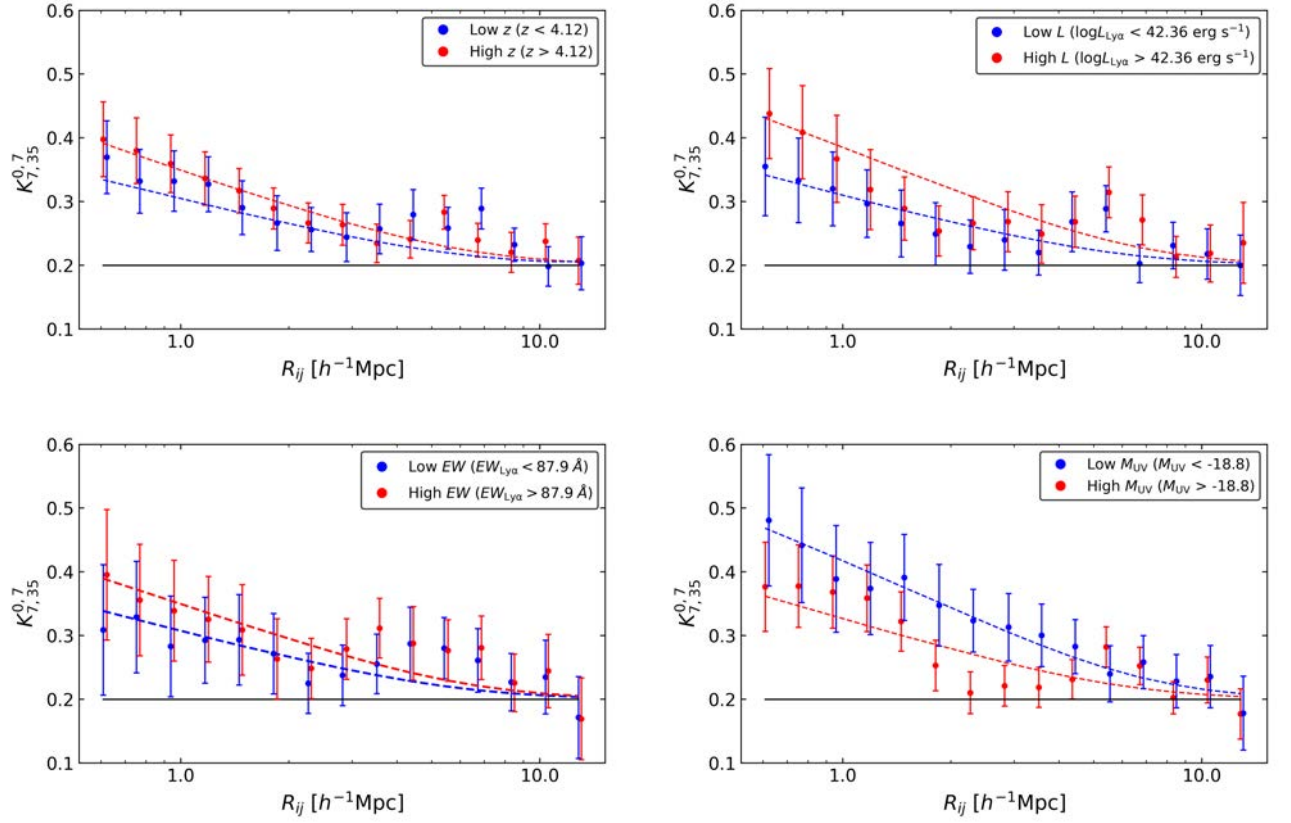 Low z (z < 4.12)
High z (z > 4.12)
0.6
0.5
0.4
0.3
0.2
0.1
K^{0,7}_{7,35}
1.0 10.0
R_{ij} [h^{-1}Mpc]
Low L (logL_{Lyα} < 42.36 erg s^{-1})
High L (logL_{Lyα} > 42.36 erg s^{-1})
0.6
0.5
0.4
0.3
0.2
0.1
K^{0,7}_{7,35}
1.0 10.0
R_{ij} [h^{-1}Mpc]
Low EW (EW_{Lyα} < 87.9 Å)
High EW (EW_{Lyα} > 87.9 Å)
0.6
0.5
0.4
0.3
0.2
0.1
K^{0,7}_{7,35}
1.0 10.0
R_{ij} [h^{-1}Mpc]
Low M_{UV} (M_{UV} < -18.8)
High M_{UV} (M_{UV} > -18.8)
0.6
0.5
0.4
0.3
0.2
0.1
K^{0,7}_{7,35}
1.0 10.0
R_{ij} [h^{-1}Mpc]